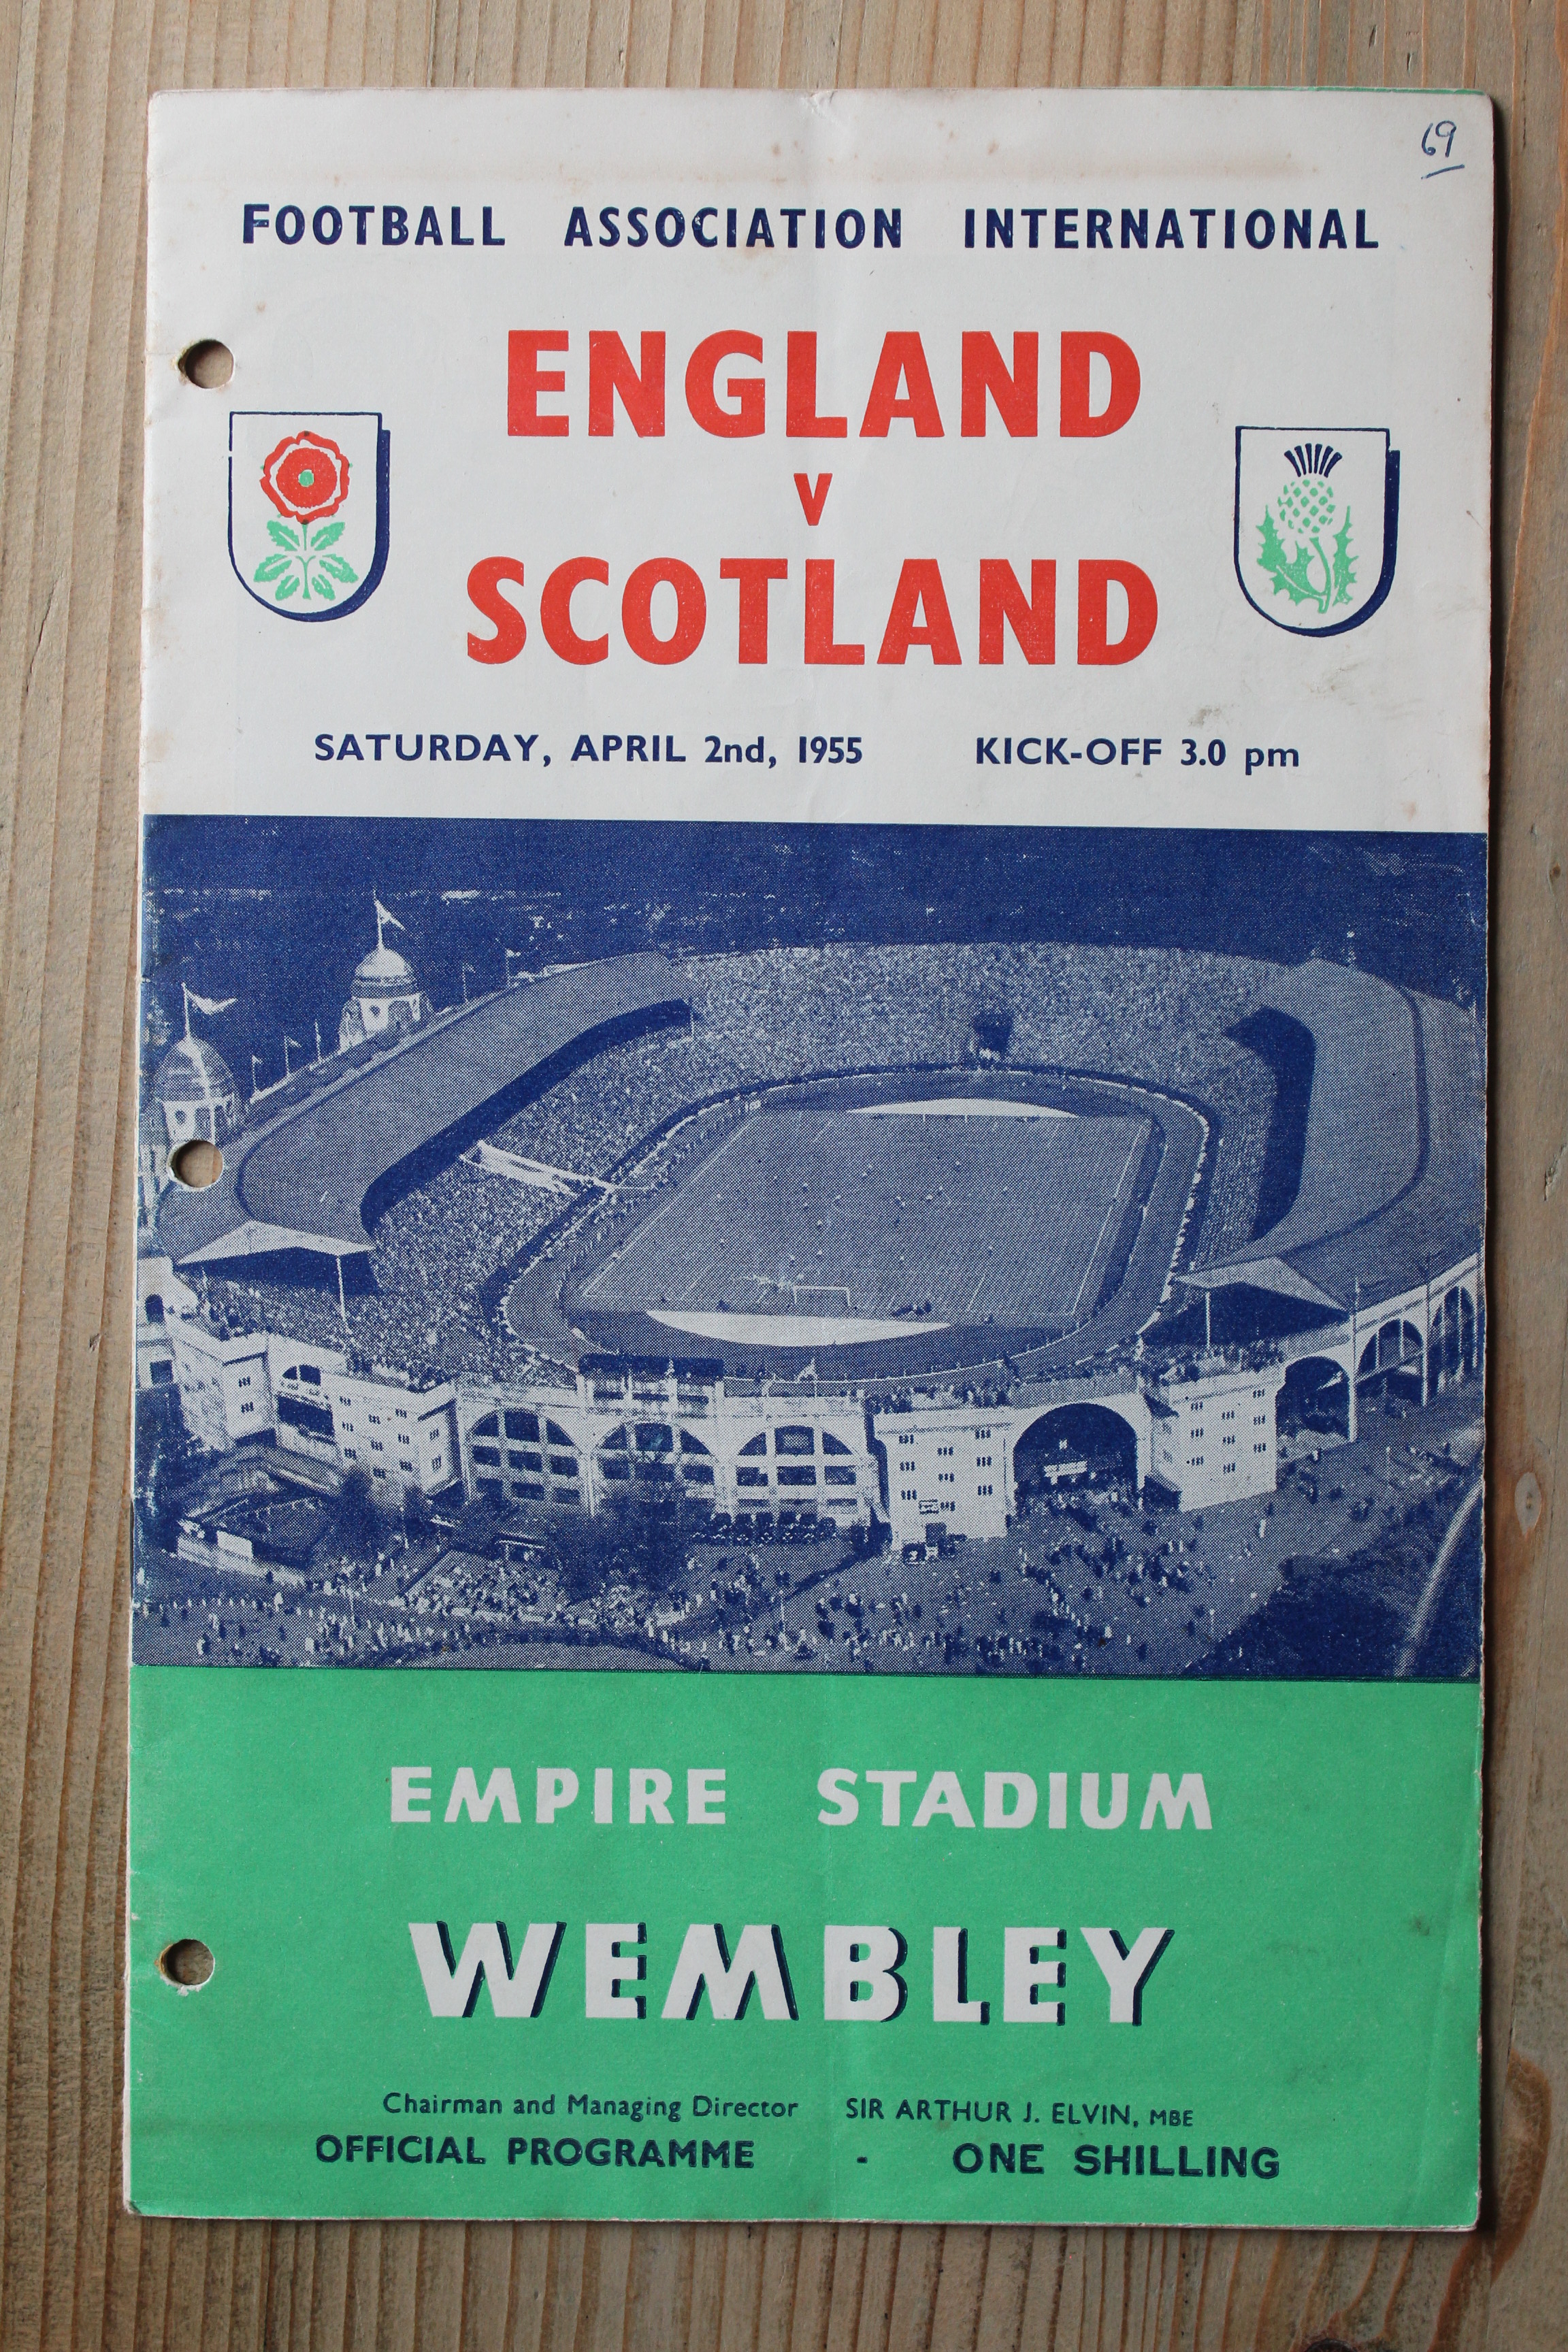 69
FOOTBALL ASSOCIATION INTERNATIONAL
ENGLAND
v
SCOTLAND
SATURDAY, APRIL 2nd, 1955 KICK-OFF 3.0 pm
EMPIRE STADIUM
WEMBLEY
Chairman and Managing Director SIR ARTHUR J. ELVIN, MBE
OFFICIAL PROGRAMME - ONE SHILLING